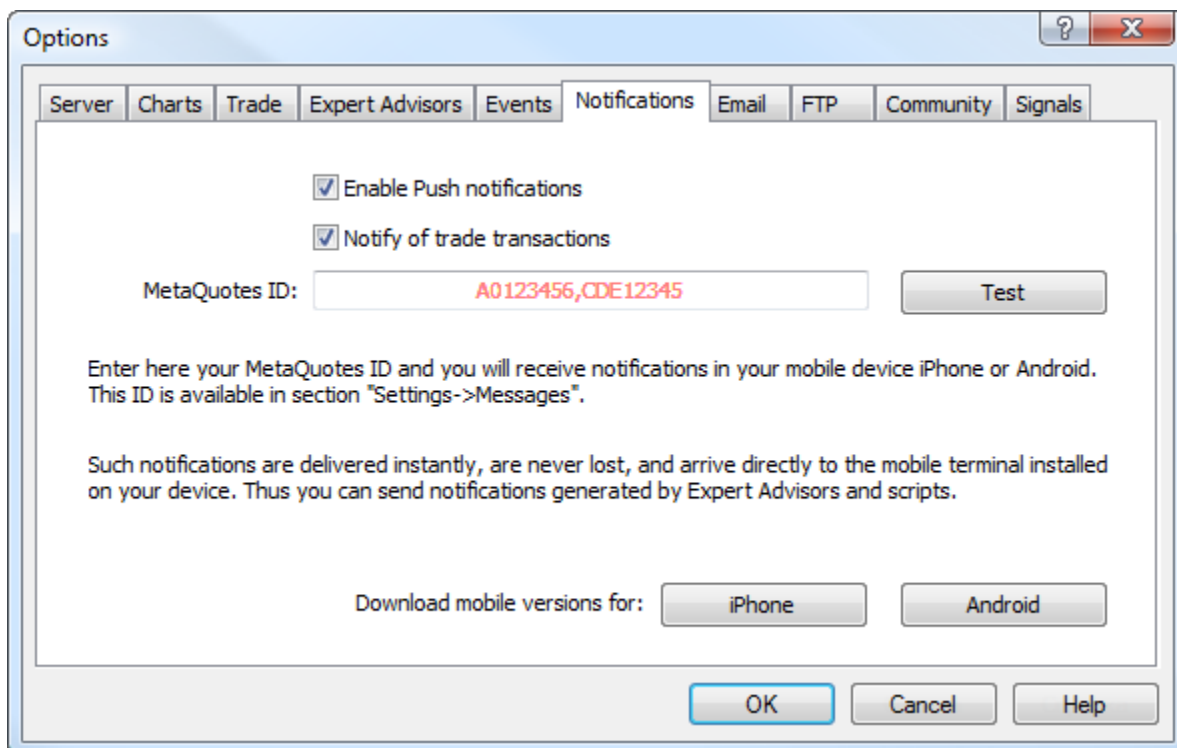 Options
Server Charts Trade Expert Advisors Events Notifications Email FTP Community Signals
Enable Push notifications
Notify of trade transactions
MetaQuotes ID: A0123456,CDE12345 Test
Enter here your MetaQuotes ID and you will receive notifications in your mobile device iPhone or Android.
This ID is available in section "Settings->Messages".
Such notifications are delivered instantly, are never lost, and arrive directly to the mobile terminal installed
on your device. Thus you can send notifications generated by Expert Advisors and scripts.
Download mobile versions for: iPhone Android
OK Cancel Help